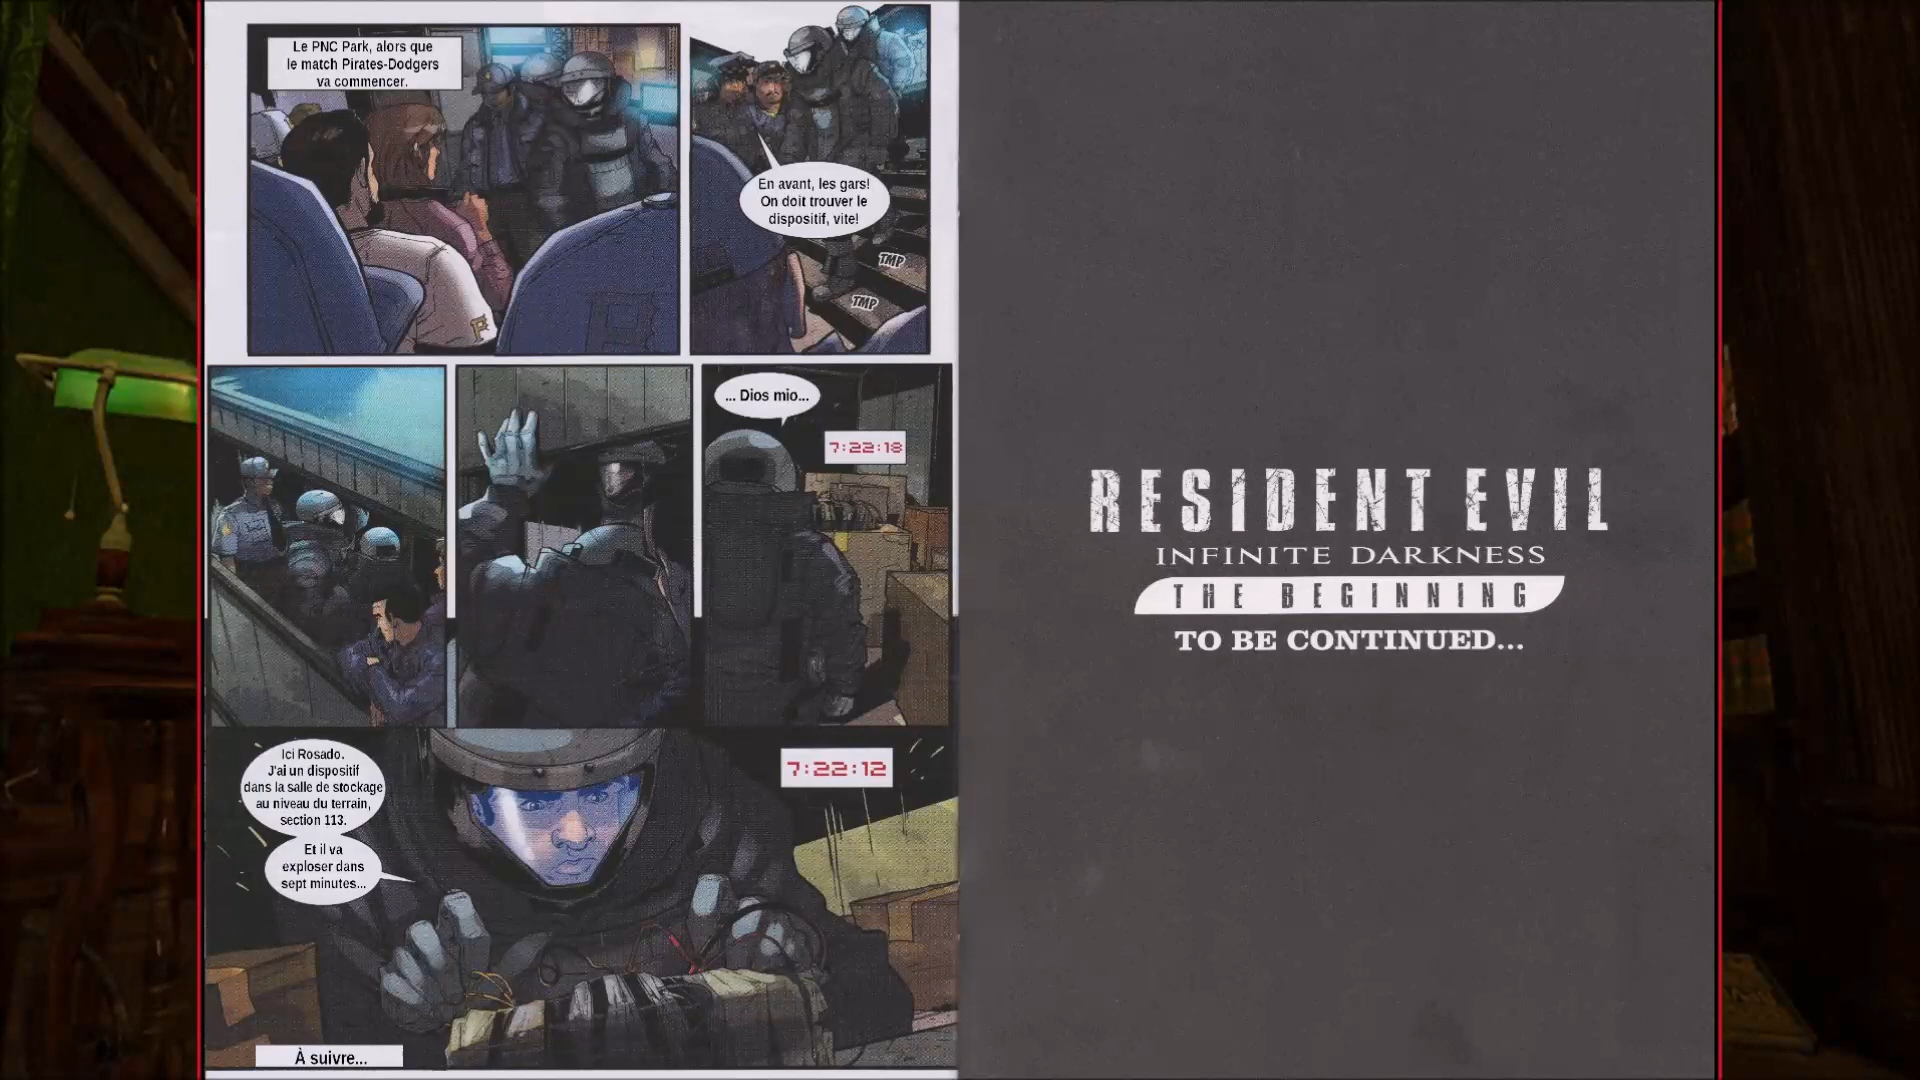 Le PNC Park, alors que
le match Pirates-Dodgers
va commencer.
En avant, les gars!
On doit trouver le
dispositif, vite!
TMP
TMP
... Dios mio...
7:22:18
Ici Rosado.
J'ai un dispositif
dans la salle de stockage
au niveau du terrain,
section 113.
Et il va
exploser dans
sept minutes...
7:22:12
À suivre...
RESIDENT EVIL
INFINITE DARKNESS
THE BEGINNING
TO BE CONTINUED...